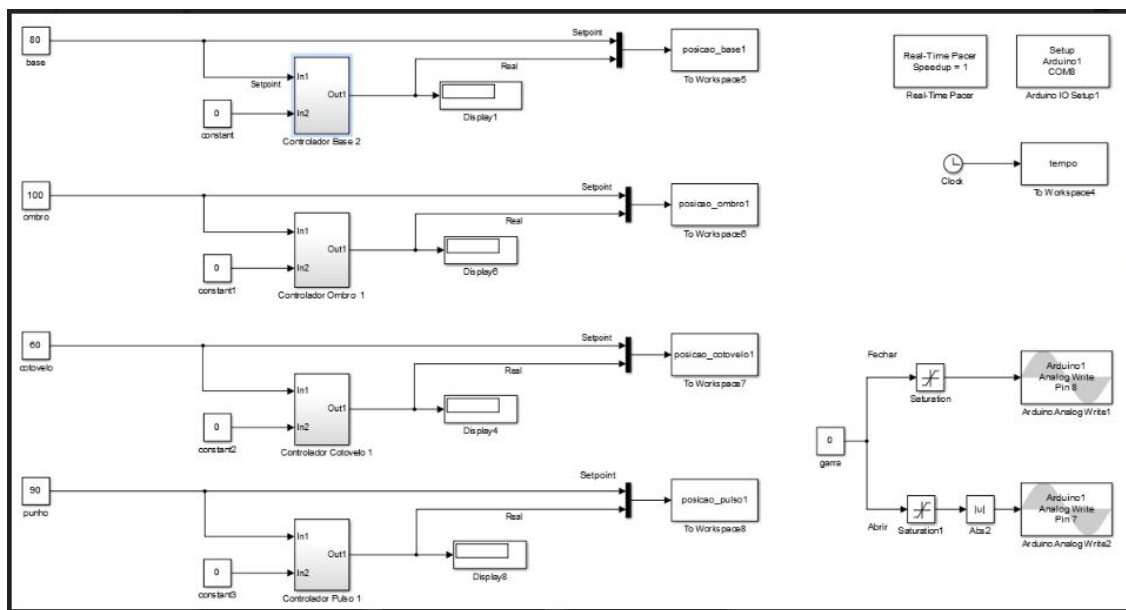 80
base
Setpoint
Setpoint
In1
In2
Out1
Real
0
constant
Controlador Base 2
Display1
posicao_base1
To Workspace5
Real-Time Pacer
Speedup = 1
Real-Time Pacer
Setup
Arduino1
COM8
Arduino IO Setup1
Clock
tempo
To Workspace4
100
ombro
Setpoint
In1
In2
Out1
Real
0
constant1
Controlador Ombro 1
Display6
posicao_ombro1
To Workspace6
60
cotovelo
Setpoint
In1
In2
Out1
Real
0
constant2
Controlador Cotovelo 1
Display4
posicao_cotovelo1
To Workspace7
90
punho
Setpoint
In1
In2
Out1
Real
0
constant3
Controlador Pulso 1
Display8
posicao_pulso1
To Workspace8
0
garra
Fechar
Saturation
Arduino1
Analog Write
Pin 8
Arduino Analog Write1
Abrir
Saturation1
|u|
Abs2
Arduino1
Analog Write
Pin 7
Arduino Analog Write2